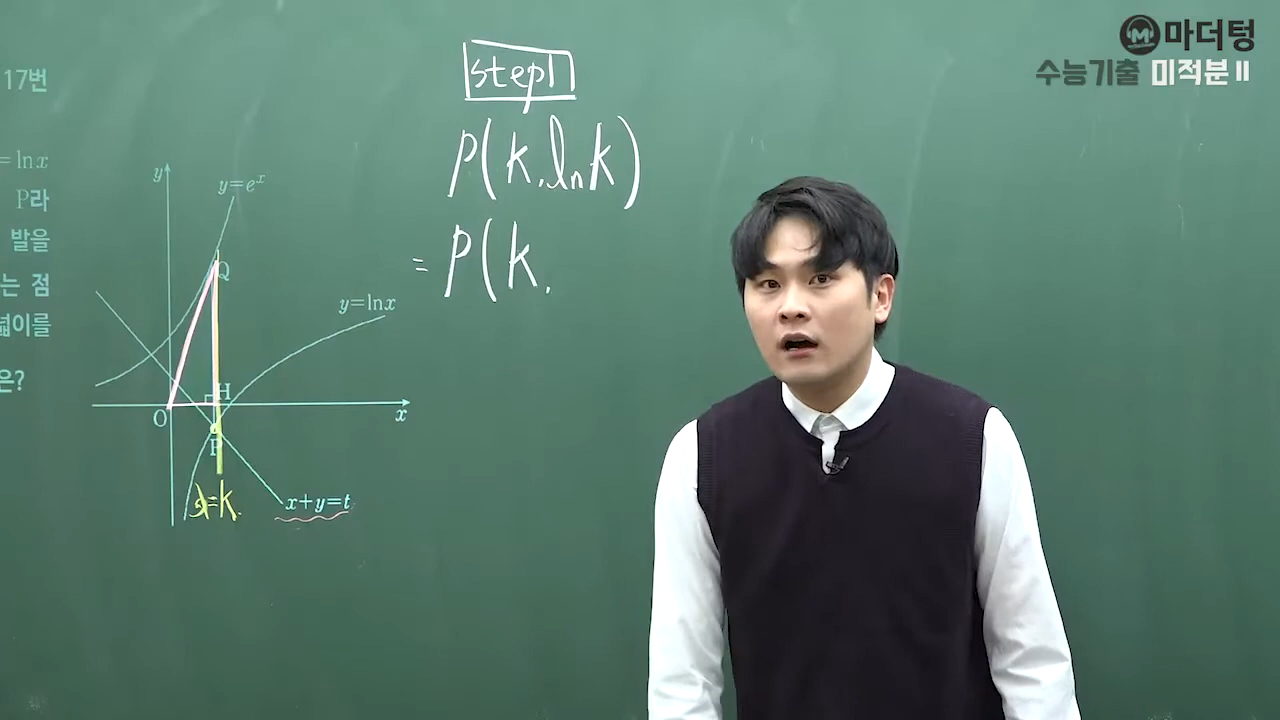 마더텅
수능기출 미적분 II
17번
= ln x
P라
발을
는 점
넓이를
은?
step1
P(k, ln k)
= P(k,
y
y=e^x
Q
y=ln x
H
O
x
P
x=k
x+y=t